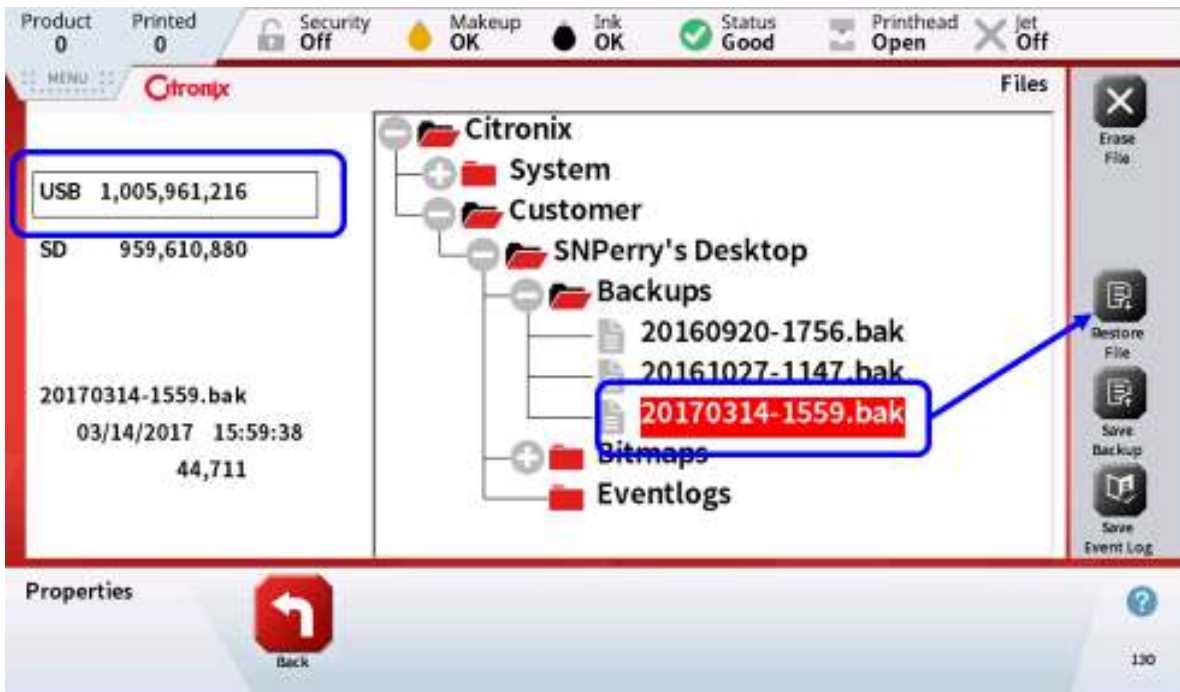 Product Printed Security Makeup Ink Status Printhead Jet
0 0 Off OK OK Good Open Off
MENU Citronix Files
Citronix
System
Customer
SNPerry's Desktop
Backups
20160920-1756.bak
20161027-1147.bak
20170314-1559.bak
Bitmaps
Eventlogs
USB 1,005,961,216
SD 959,610,880
20170314-1559.bak
03/14/2017 15:59:38
44,711
Erase
File
Restore
File
Save
Backup
Save
Event Log
Properties
Back
?
130